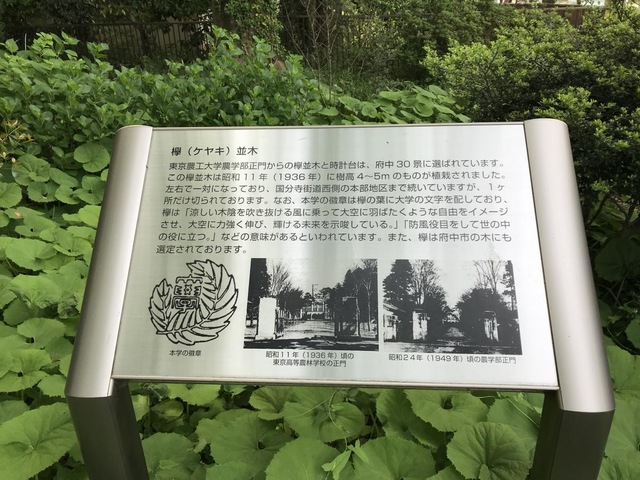 欅（ケヤキ）並木
東京農工大学農学部正門からの欅並木と時計台は、府中３０景に選ばれています。
この欅並木は昭和１１年（１９３６年）に樹高４～５ｍのものが植栽されました。
左右で一対になっており、国分寺街道西側の本部地区まで続いていますが、１ヶ
所だけ切られております。なお、本学の徽章は欅の葉に大学の文字を配しており、
欅は「涼しい木陰を吹き抜ける風に乗って大空に羽ばたくような自由をイメージ
させ、大空に力強く伸び、輝ける未来を示唆している。」「防風役目をして世の中
の役に立つ。」などの意味があるといわれています。また、欅は府中市の木にも
選定されております。
本学の徽章
昭和１１年（１９３６年）頃の
東京高等農林学校の正門
昭和２４年（１９４９年）頃の農学部正門